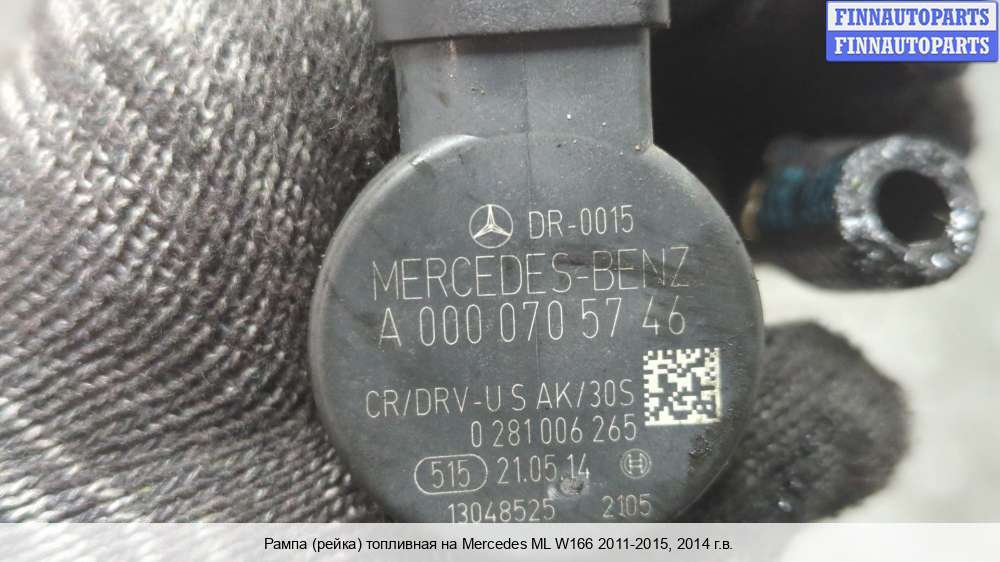 FINNAUTOPARTS
FINNAUTOPARTS
DR-0015
MERCEDES-BENZ
A 000 070 57 46
CR/DRV-U S AK/30S
0 281 006 265
515 21.05.14
13048525 2105
Рампа (рейка) топливная на Mercedes ML W166 2011-2015, 2014 г.в.